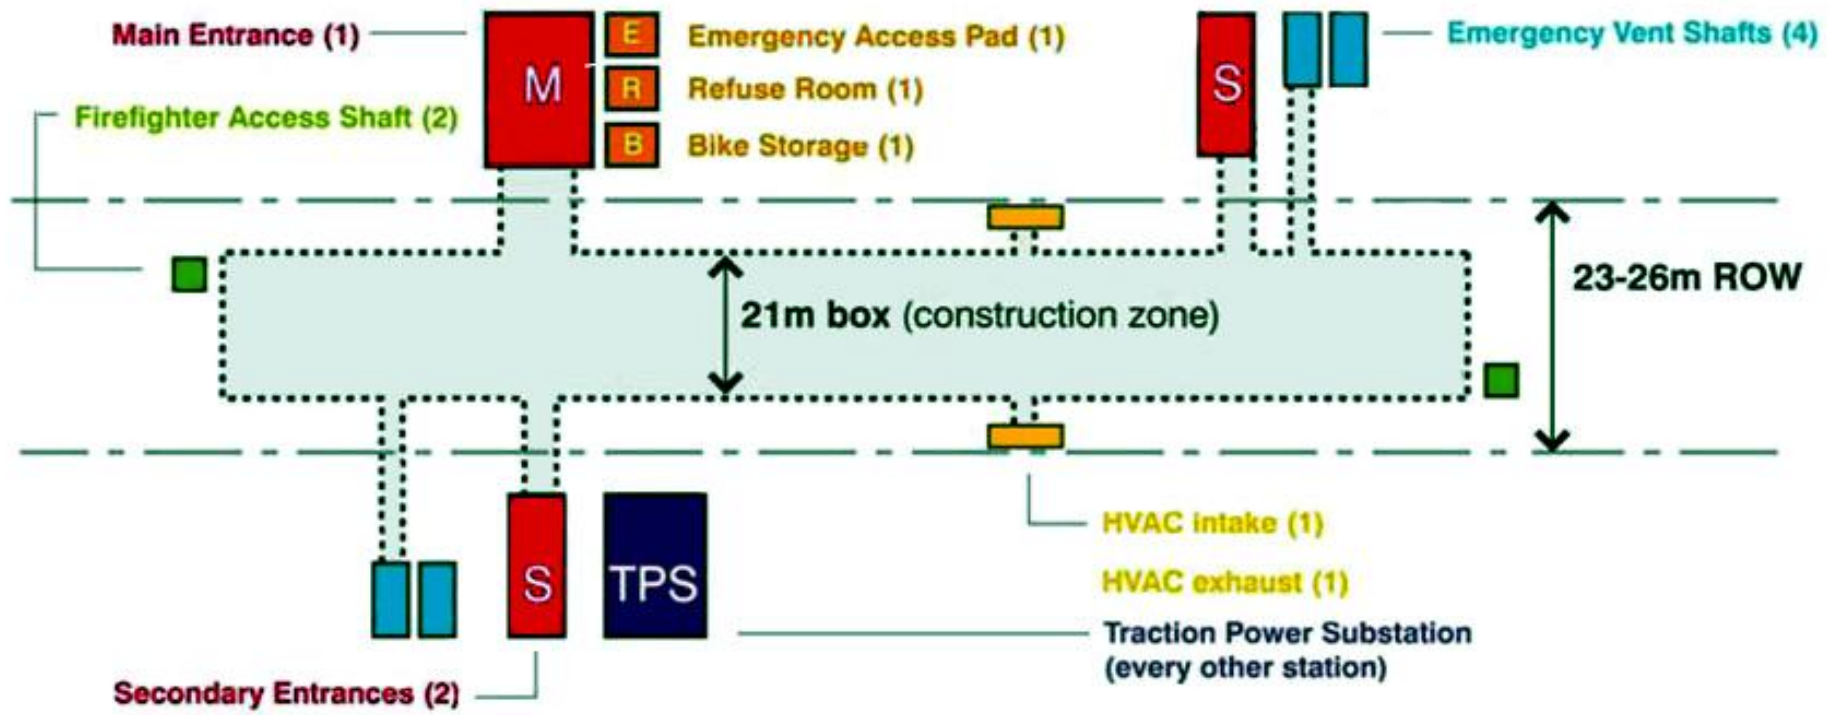 Main Entrance (1)
M
E
Emergency Access Pad (1)
S
Emergency Vent Shafts (4)
R
Refuse Room (1)
Firefighter Access Shaft (2)
B
Bike Storage (1)
23-26m ROW
21m box (construction zone)
HVAC intake (1)
S
TPS
HVAC exhaust (1)
Traction Power Substation
(every other station)
Secondary Entrances (2)